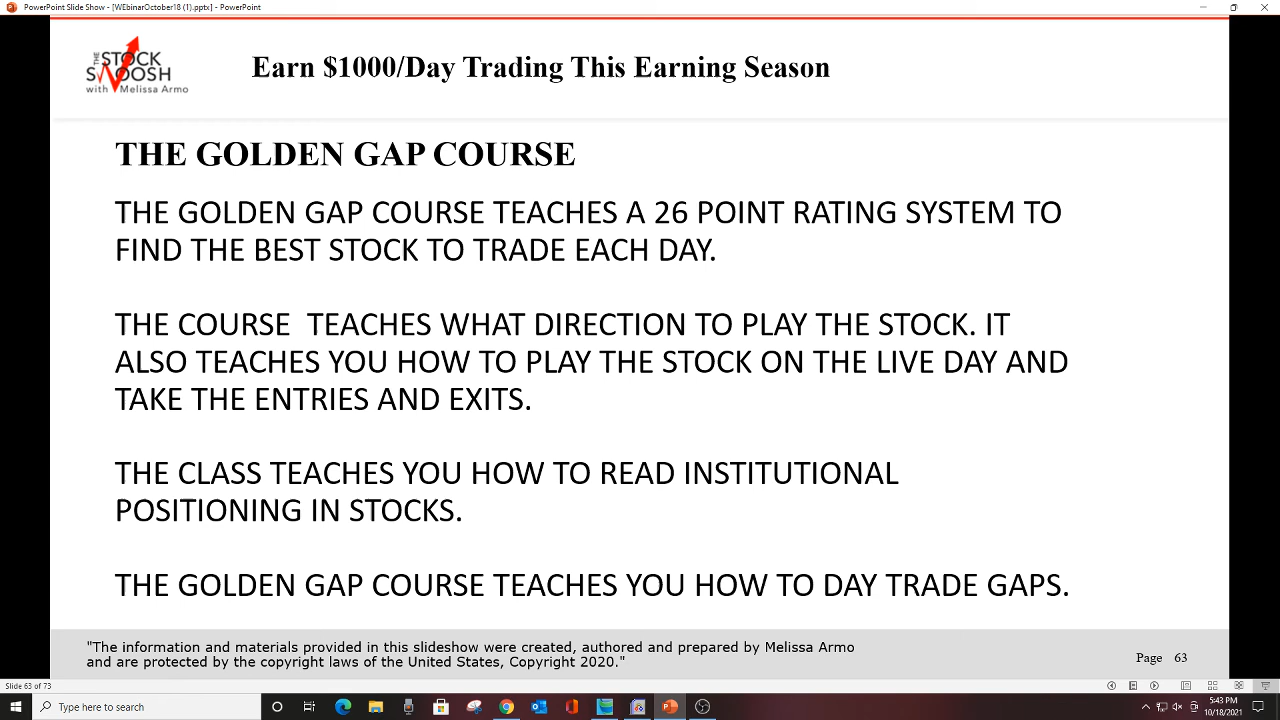 PowerPoint Slide Show - [WEbinarOctober18 (1).pptx] - PowerPoint
THE
STOCK
SWOOSH
with Melissa Armo
Earn $1000/Day Trading This Earning Season
THE GOLDEN GAP COURSE
THE GOLDEN GAP COURSE TEACHES A 26 POINT RATING SYSTEM TO
FIND THE BEST STOCK TO TRADE EACH DAY.
THE COURSE  TEACHES WHAT DIRECTION TO PLAY THE STOCK. IT
ALSO TEACHES YOU HOW TO PLAY THE STOCK ON THE LIVE DAY AND
TAKE THE ENTRIES AND EXITS.
THE CLASS TEACHES YOU HOW TO READ INSTITUTIONAL
POSITIONING IN STOCKS.
THE GOLDEN GAP COURSE TEACHES YOU HOW TO DAY TRADE GAPS.
"The information and materials provided in this slideshow were created, authored and prepared by Melissa Armo
and are protected by the copyright laws of the United States, Copyright 2020."
Page 63
Slide 63 of 73
Type here to search
5:43 PM
10/18/2021